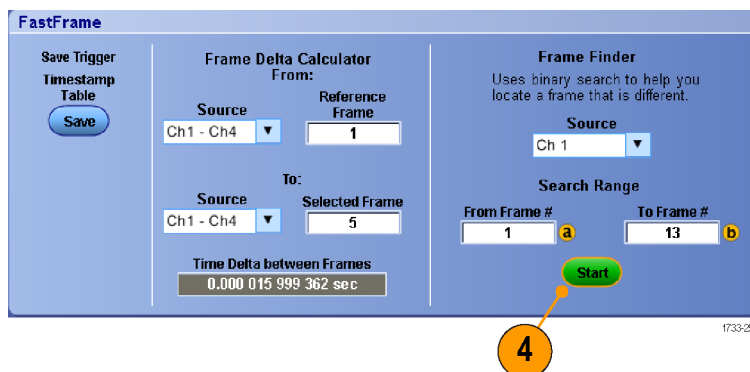 FastFrame
Save Trigger
Timestamp
Table
Save
Frame Delta Calculator
From:
Source
Reference
Frame
Ch1 - Ch4
1
To:
Source
Selected Frame
Ch1 - Ch4
5
Time Delta between Frames
0.000 015 999 362 sec
Frame Finder
Uses binary search to help you
locate a frame that is different.
Source
Ch 1
Search Range
From Frame #
To Frame #
1
a
13
b
Start
4